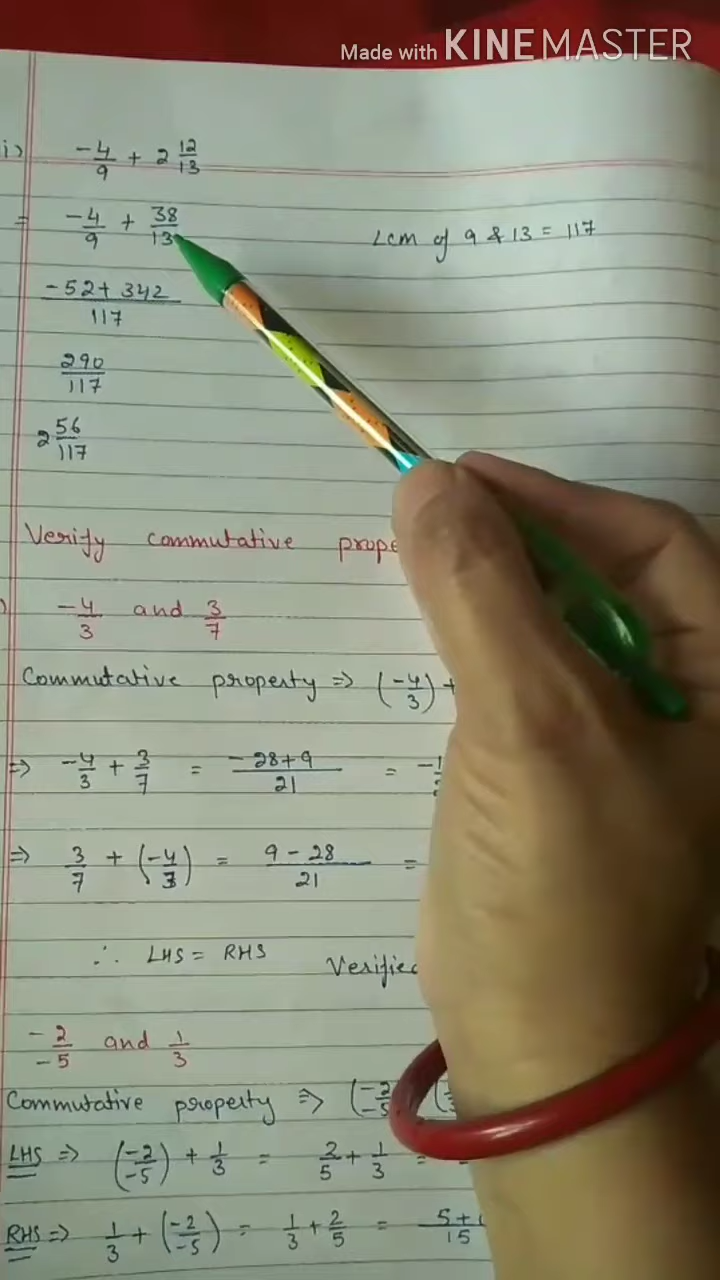 Made with KINEMASTER
i) -4/9 + 2 12/13
= -4/9 + 38/13 Lcm of 9 & 13 = 117
-52 + 342 / 117
290/117
2 56/117
Verify commutative
-4/3 and 3/7
Commutative property ⇒ (-4/3) +
⇒ -4/3 + 3/7 = -28+9 / 21 =
⇒ 3/7 + (-4/3) = 9 - 28 / 21 =
∴ LHS = RHS Verified
-2/-5 and 1/3
Commutative property ⇒ (-2/-5)
LHS ⇒ (-2/-5) + 1/3 = 2/5 + 1/3 =
RHS ⇒ 1/3 + (-2/-5) = 1/3 + 2/5 = 5+ / 15